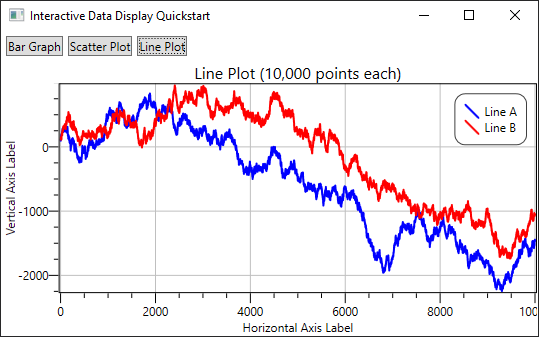 Interactive Data Display Quickstart
Bar Graph Scatter Plot Line Plot
Line Plot (10,000 points each)
Line A
Line B
0
-1000
-2000
Vertical Axis Label
0 2000 4000 6000 8000 1000
Horizontal Axis Label